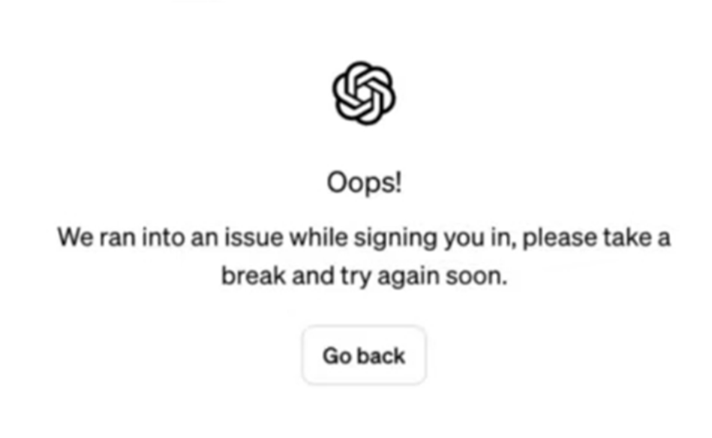 Oops!
We ran into an issue while signing you in, please take a
break and try again soon.
Go back